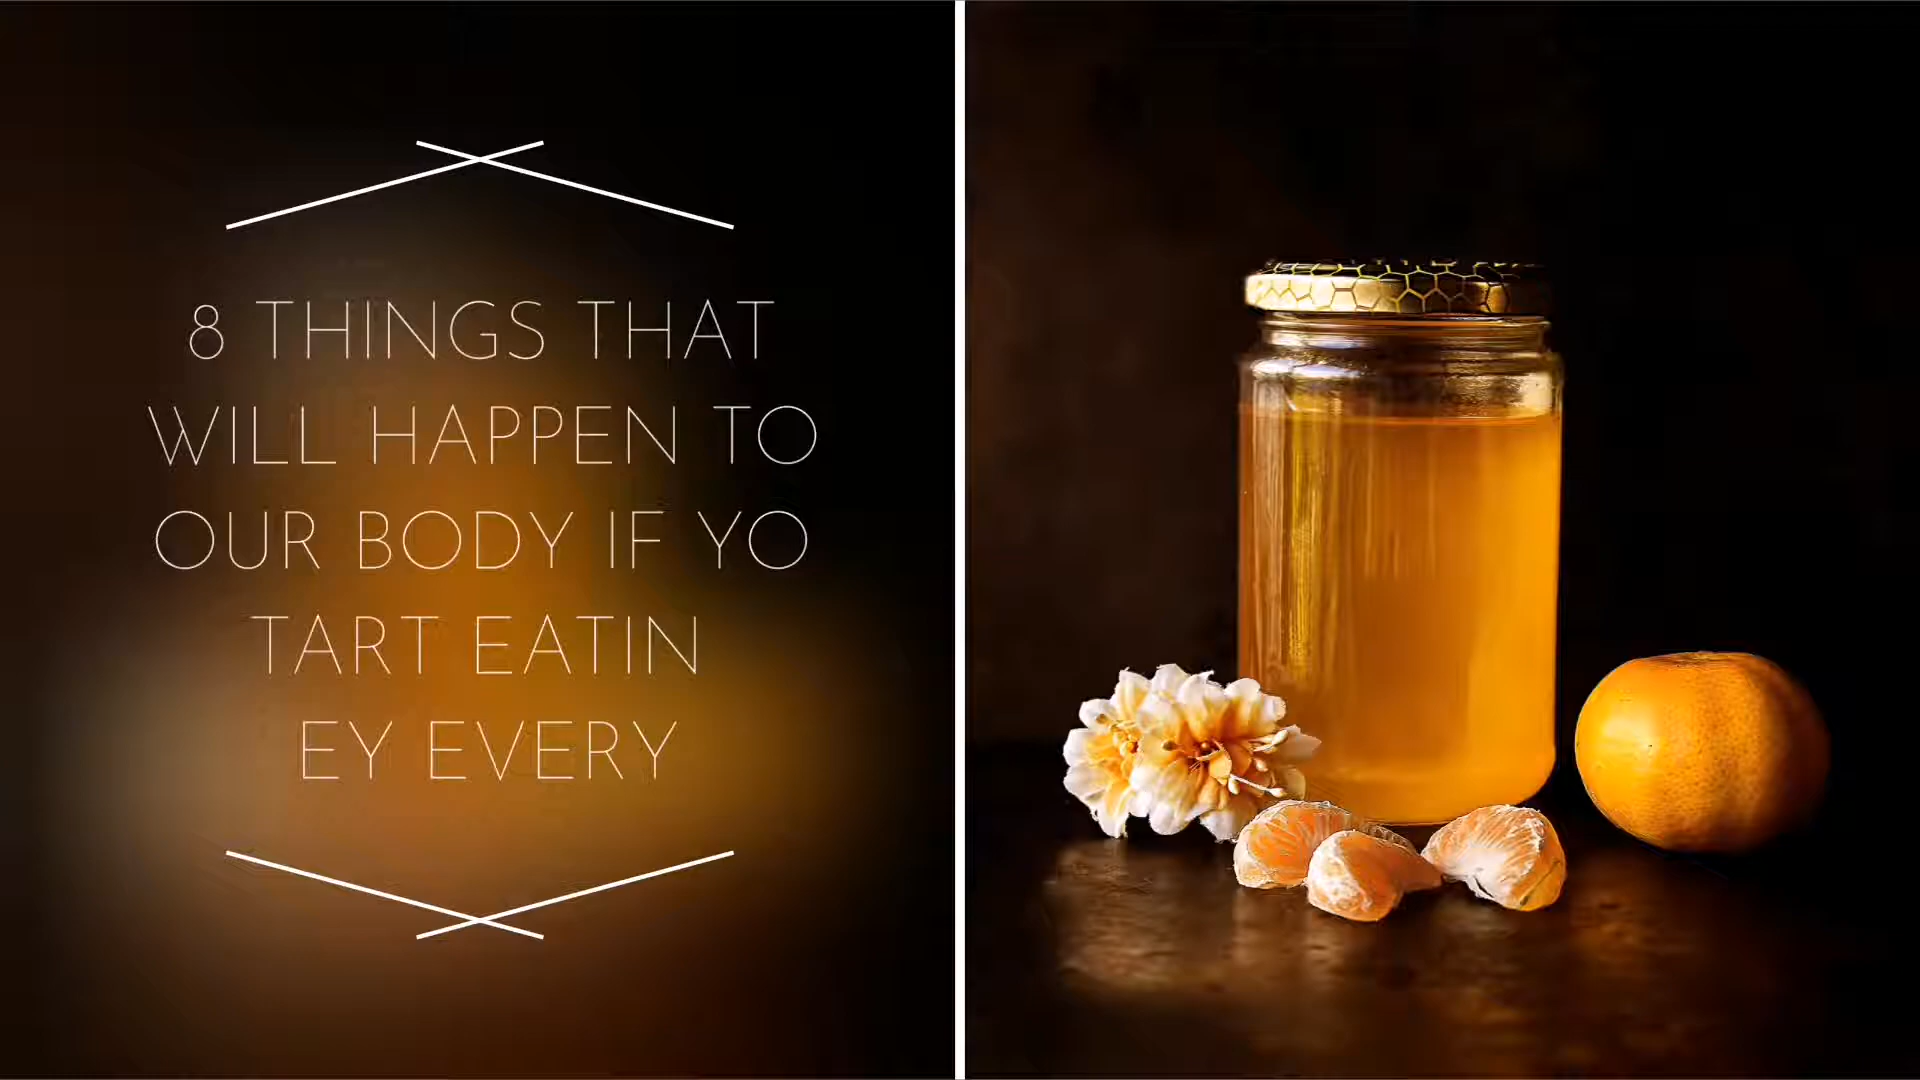 8 THINGS THAT
WILL HAPPEN TO
OUR BODY IF YO
TART EATIN
EY EVERY